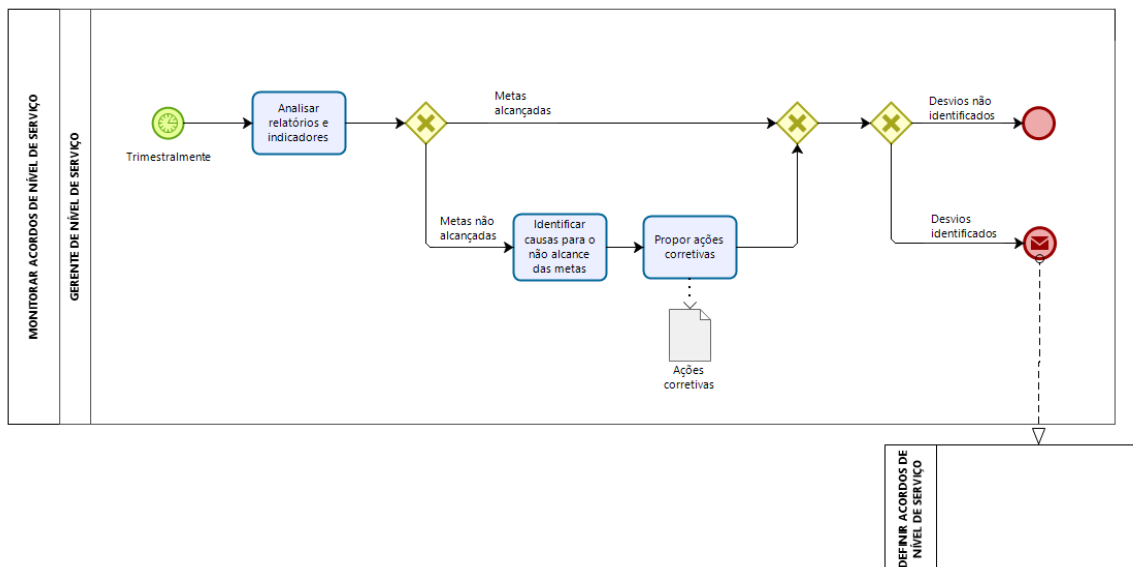 MONITORAR ACORDOS DE NÍVEL DE SERVIÇO
GERENTE DE NÍVEL DE SERVIÇO
Trimestralmente
Analisar
relatórios e
indicadores
Metas
alcançadas
Metas não
alcançadas
Identificar
causas para o
não alcance
das metas
Propor ações
corretivas
Ações
corretivas
Desvios não
identificados
Desvios
identificados
DEFINIR ACORDOS DE
NÍVEL DE SERVIÇO